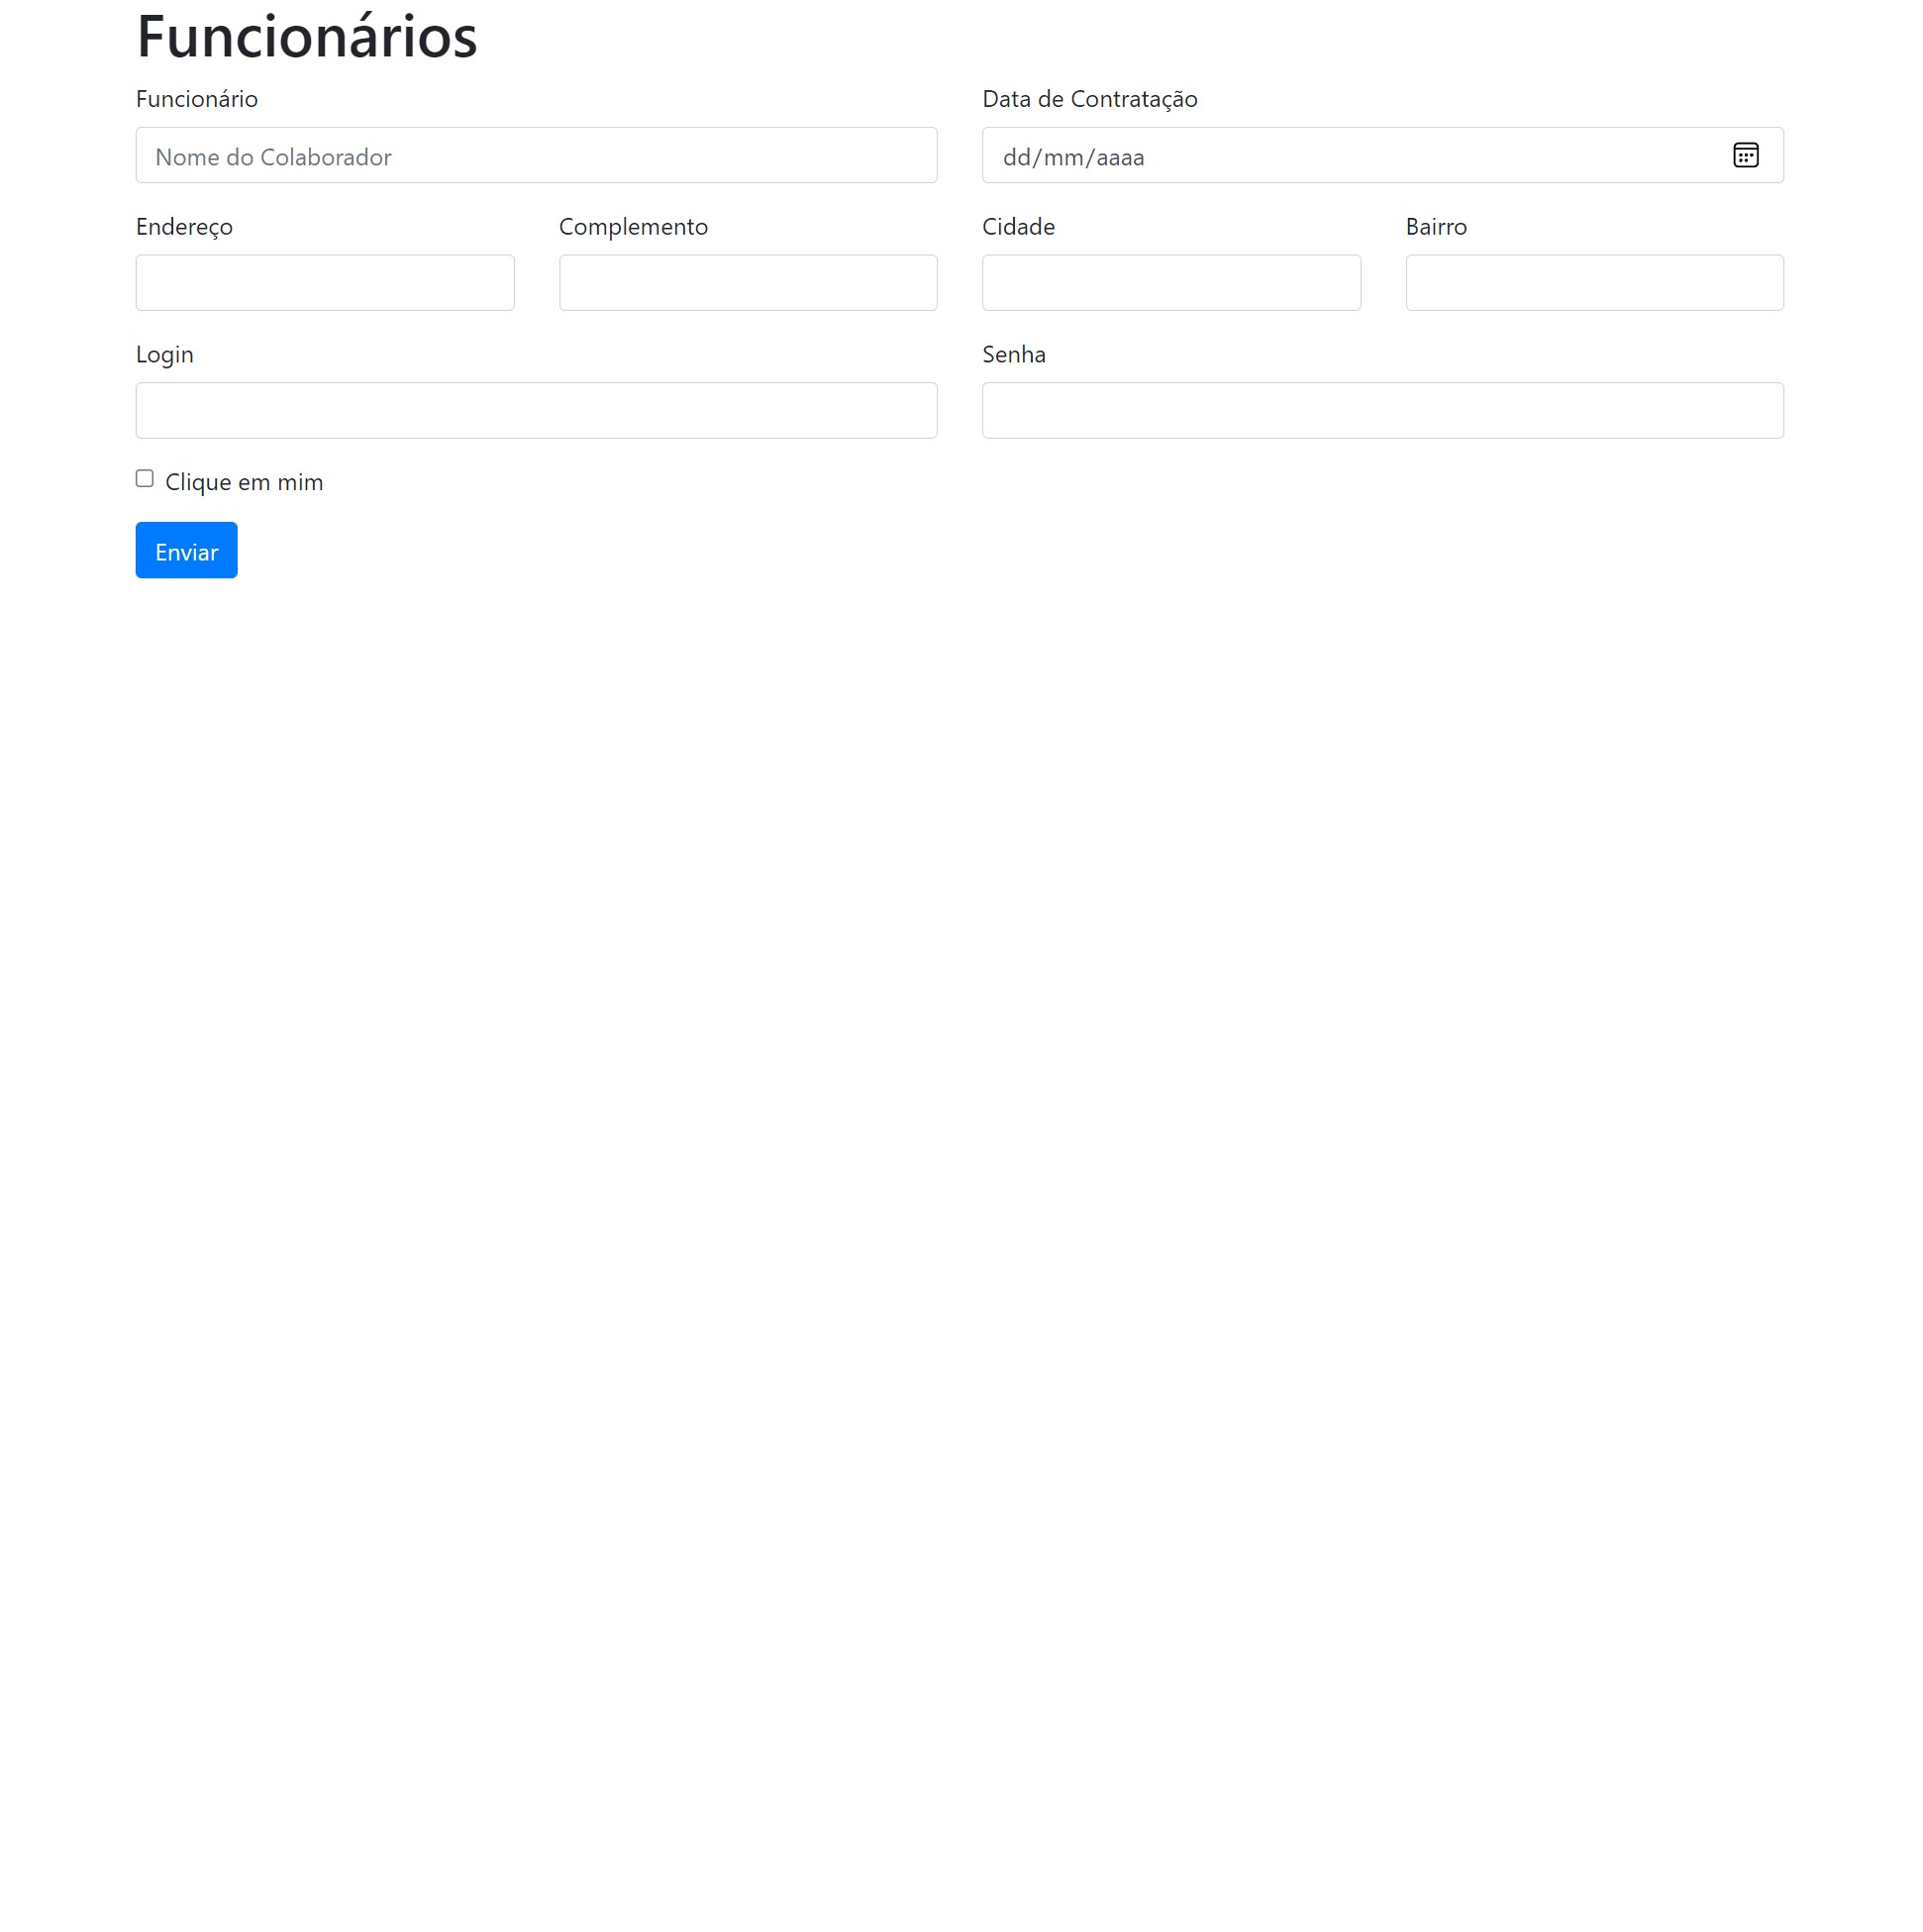 Funcionários
Funcionário Data de Contratação
Nome do Colaborador dd/mm/aaaa
Endereço Complemento Cidade Bairro
Login Senha
Clique em mim
Enviar